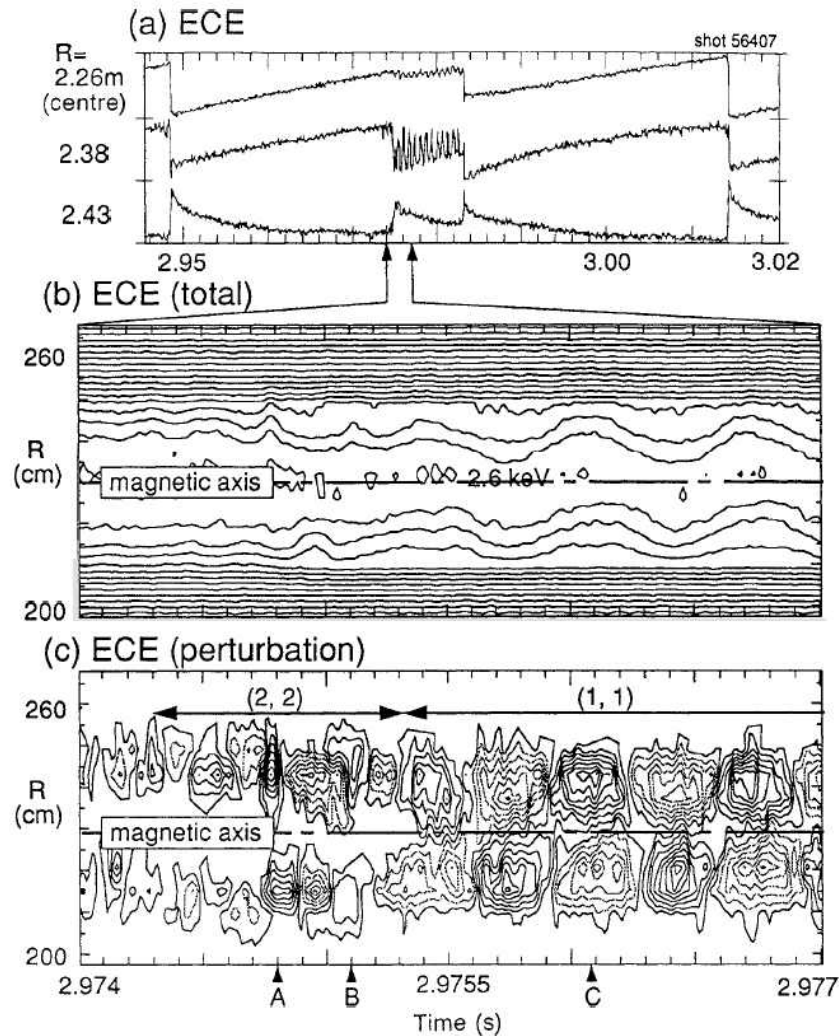 (a) ECE
shot 56407
R=
2.26m
(centre)
2.38
2.43
2.95 3.00 3.02
(b) ECE (total)
260
R
(cm)
magnetic axis 2.6 keV
200
(c) ECE (perturbation)
(2, 2) (1, 1)
260
R
(cm)
magnetic axis
200
2.974 2.9755 2.977
A B C
Time (s)